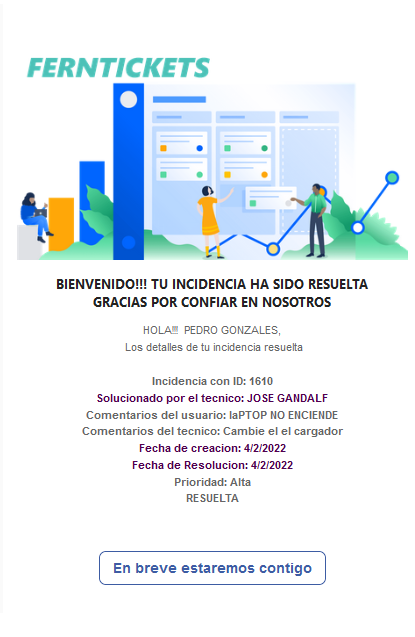 FERNTICKETS
BIENVENIDO!!! TU INCIDENCIA HA SIDO RESUELTA
GRACIAS POR CONFIAR EN NOSOTROS
HOLA!!! PEDRO GONZALES,
Los detalles de tu incidencia resuelta
Incidencia con ID: 1610
Solucionado por el tecnico: JOSE GANDALF
Comentarios del usuario: laPTOP NO ENCIENDE
Comentarios del tecnico: Cambie el el cargador
Fecha de creacion: 4/2/2022
Fecha de Resolucion: 4/2/2022
Prioridad: Alta
RESUELTA
En breve estaremos contigo